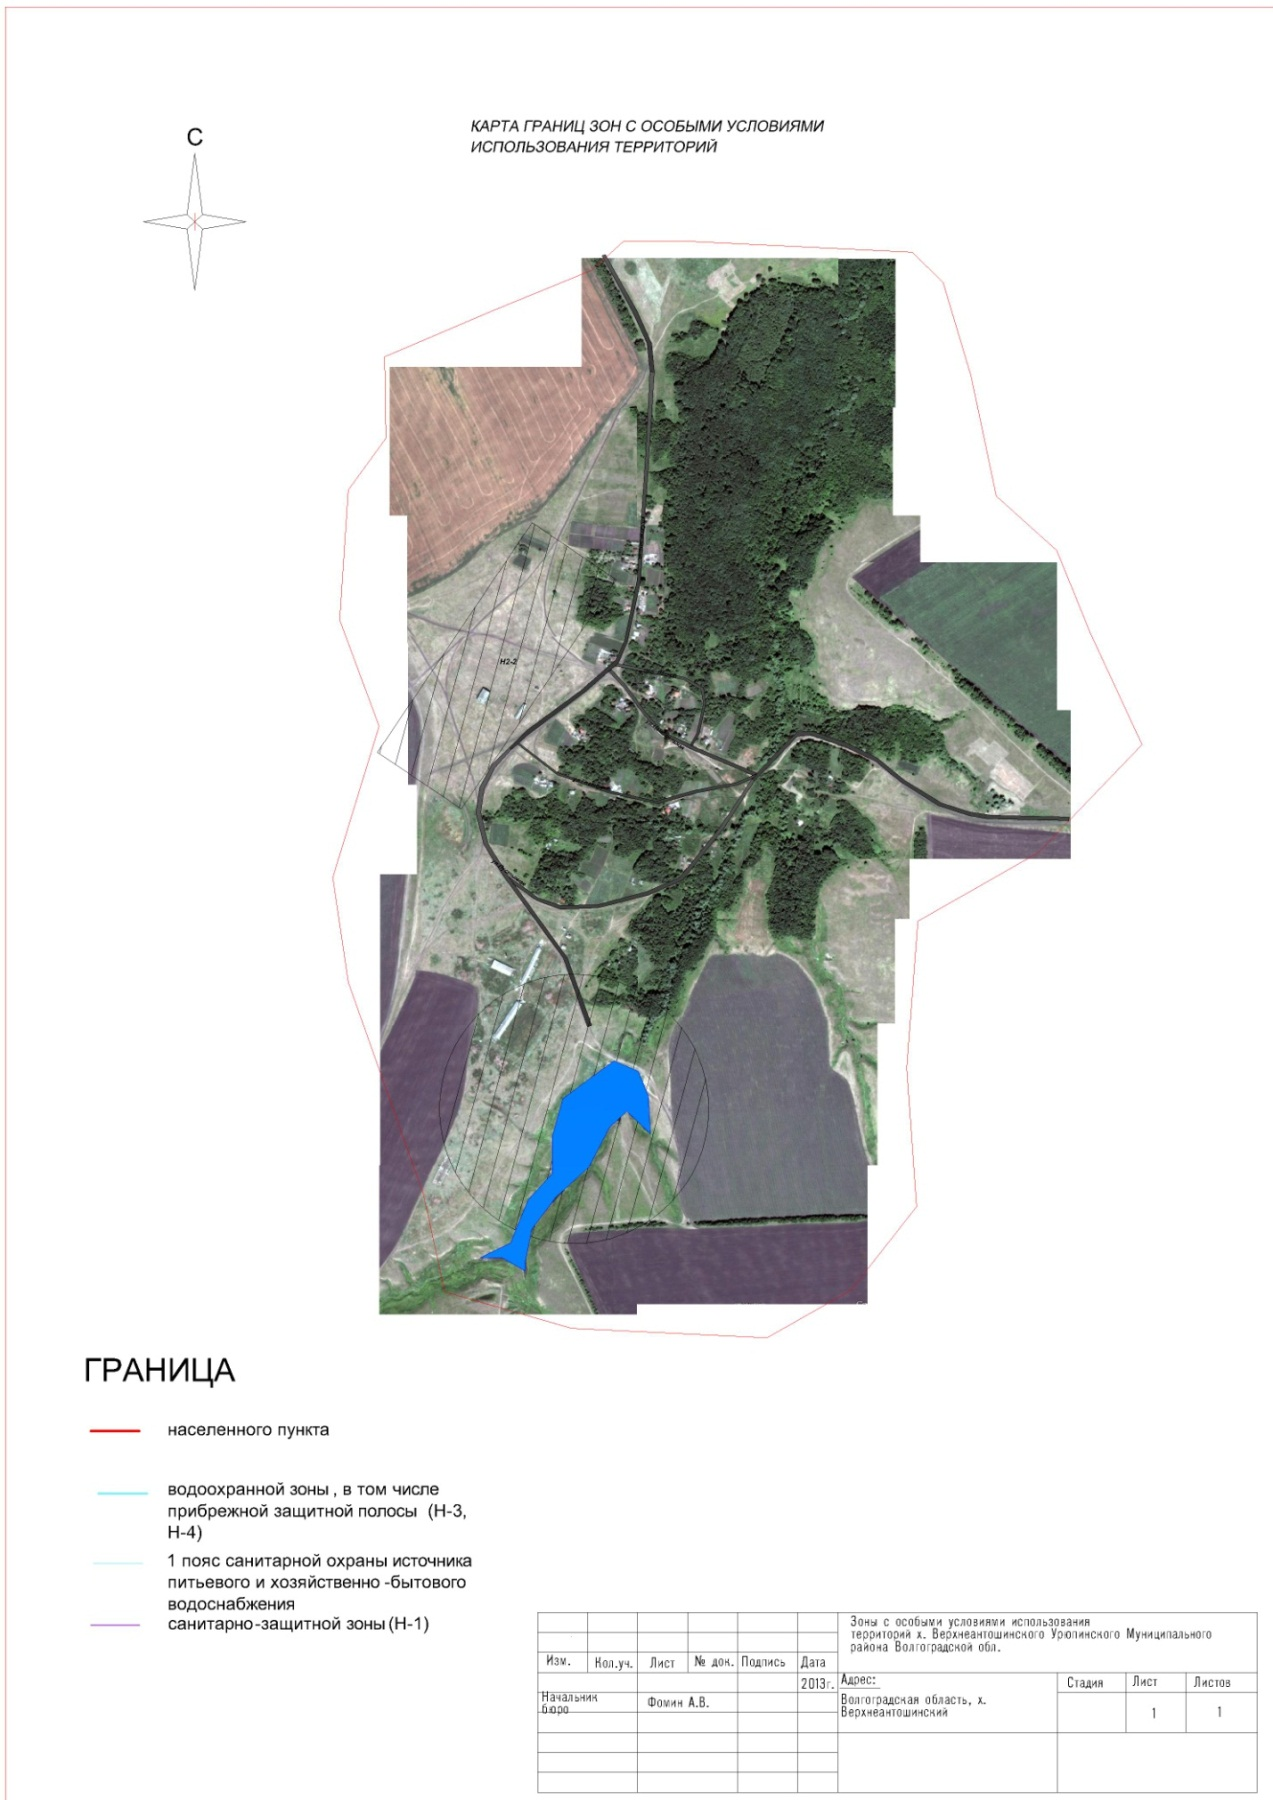 КАРТА ГРАНИЦ ЗОН С ОСОБЫМИ УСЛОВИЯМИ
ИСПОЛЬЗОВАНИЯ ТЕРРИТОРИЙ
С
Н2-2
ГРАНИЦА
населенного пункта
водоохранной зоны , в том числе
прибрежной защитной полосы (Н-3,
Н-4)
1 пояс санитарной охраны источника
питьевого и хозяйственно -бытового
водоснабжения
санитарно-защитной зоны (Н-1)
Зоны с особыми условиями использования
территорий х. Верхнеантошинского Урюпинского Муниципального
района Волгоградской обл.
Изм. Кол.уч. Лист № док. Подпись Дата
2013г.
Начальник
бюро
Фомин А.В.
Адрес:
Волгоградская область, х.
Верхнеантошинский
Стадия Лист Листов
1 1